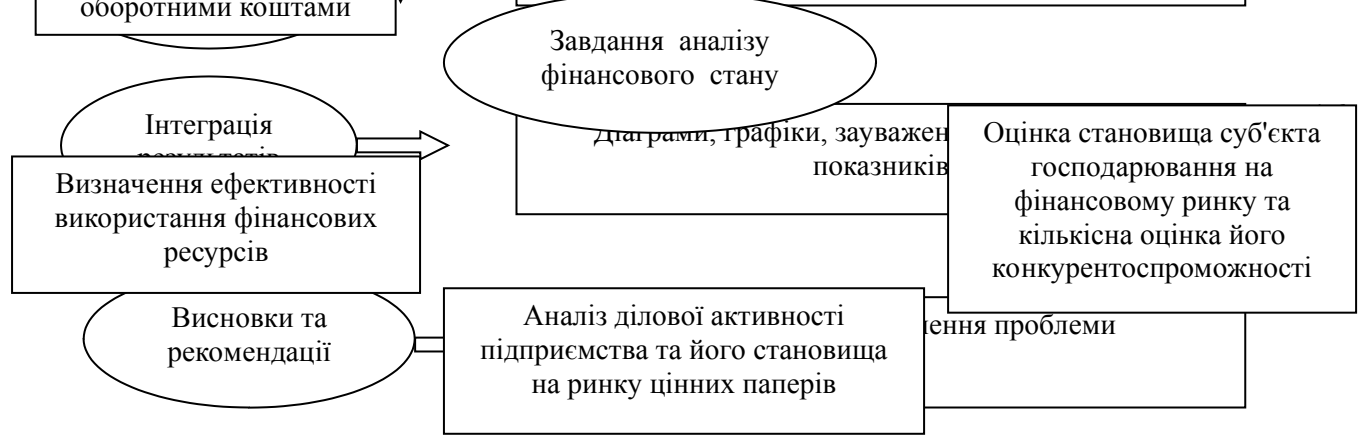 оборотними коштами
Завдання аналізу
фінансового стану
Інтеграція
результатів
Діаграми, графіки,
показників
Оцінка становища суб'єкта
господарювання на
фінансовому ринку та
кількісна оцінка його
конкурентоспроможності
Визначення ефективності
використання фінансових
ресурсів
Висновки та
рекомендації
Аналіз ділової активності
підприємства та його становища
на ринку цінних паперів
проблеми